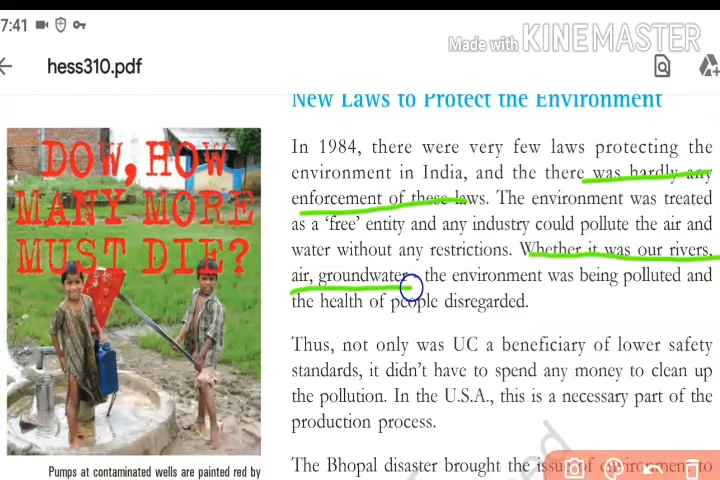 7:41
Made with KINEMASTER
hess310.pdf
New Laws to Protect the Environment
In 1984, there were very few laws protecting the
environment in India, and the there was hardly any
enforcement of these laws. The environment was treated
as a ‘free’ entity and any industry could pollute the air and
water without any restrictions. Whether it was our rivers,
air, groundwater - the environment was being polluted and
the health of people disregarded.
Thus, not only was UC a beneficiary of lower safety
standards, it didn’t have to spend any money to clean up
the pollution. In the U.S.A., this is a necessary part of the
production process.
The Bhopal disaster brought the issue of environment to
DOW, HOW
MANY MORE
MUST DIE?
Pumps at contaminated wells are painted red by